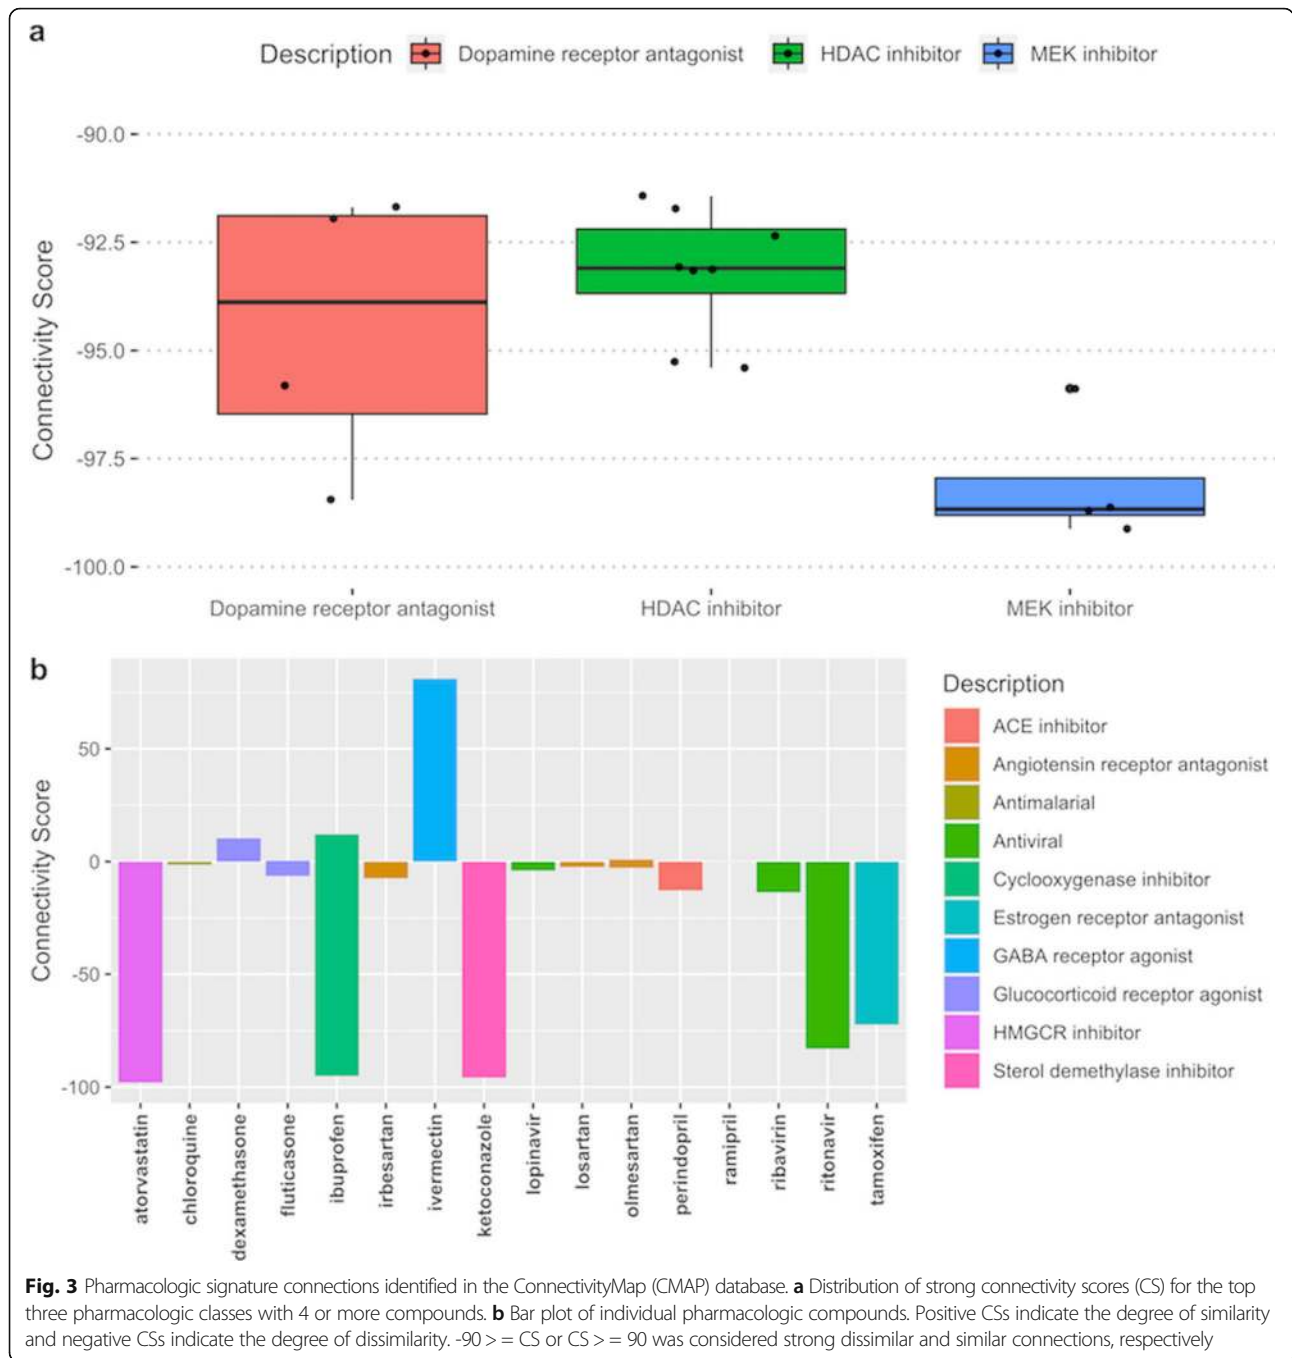 a
Description Dopamine receptor antagonist HDAC inhibitor MEK inhibitor
Connectivity Score
-90.0
-92.5
-95.0
-97.5
-100.0
Dopamine receptor antagonist HDAC inhibitor MEK inhibitor
b
Connectivity Score
50
0
-50
-100
atorvastatin
chloroquine
dexamethasone
fluticasone
ibuprofen
irbesartan
ivermectin
ketoconazole
lopinavir
losartan
olmesartan
perindopril
ramipril
ribavirin
ritonavir
tamoxifen
Description
ACE inhibitor
Angiotensin receptor antagonist
Antimalarial
Antiviral
Cyclooxygenase inhibitor
Estrogen receptor antagonist
GABA receptor agonist
Glucocorticoid receptor agonist
HMGCR inhibitor
Sterol demethylase inhibitor
Fig. 3 Pharmacologic signature connections identified in the ConnectivityMap (CMAP) database. a Distribution of strong connectivity scores (CS) for the top
three pharmacologic classes with 4 or more compounds. b Bar plot of individual pharmacologic compounds. Positive CSs indicate the degree of similarity
and negative CSs indicate the degree of dissimilarity. -90 > = CS or CS > = 90 was considered strong dissimilar and similar connections, respectively